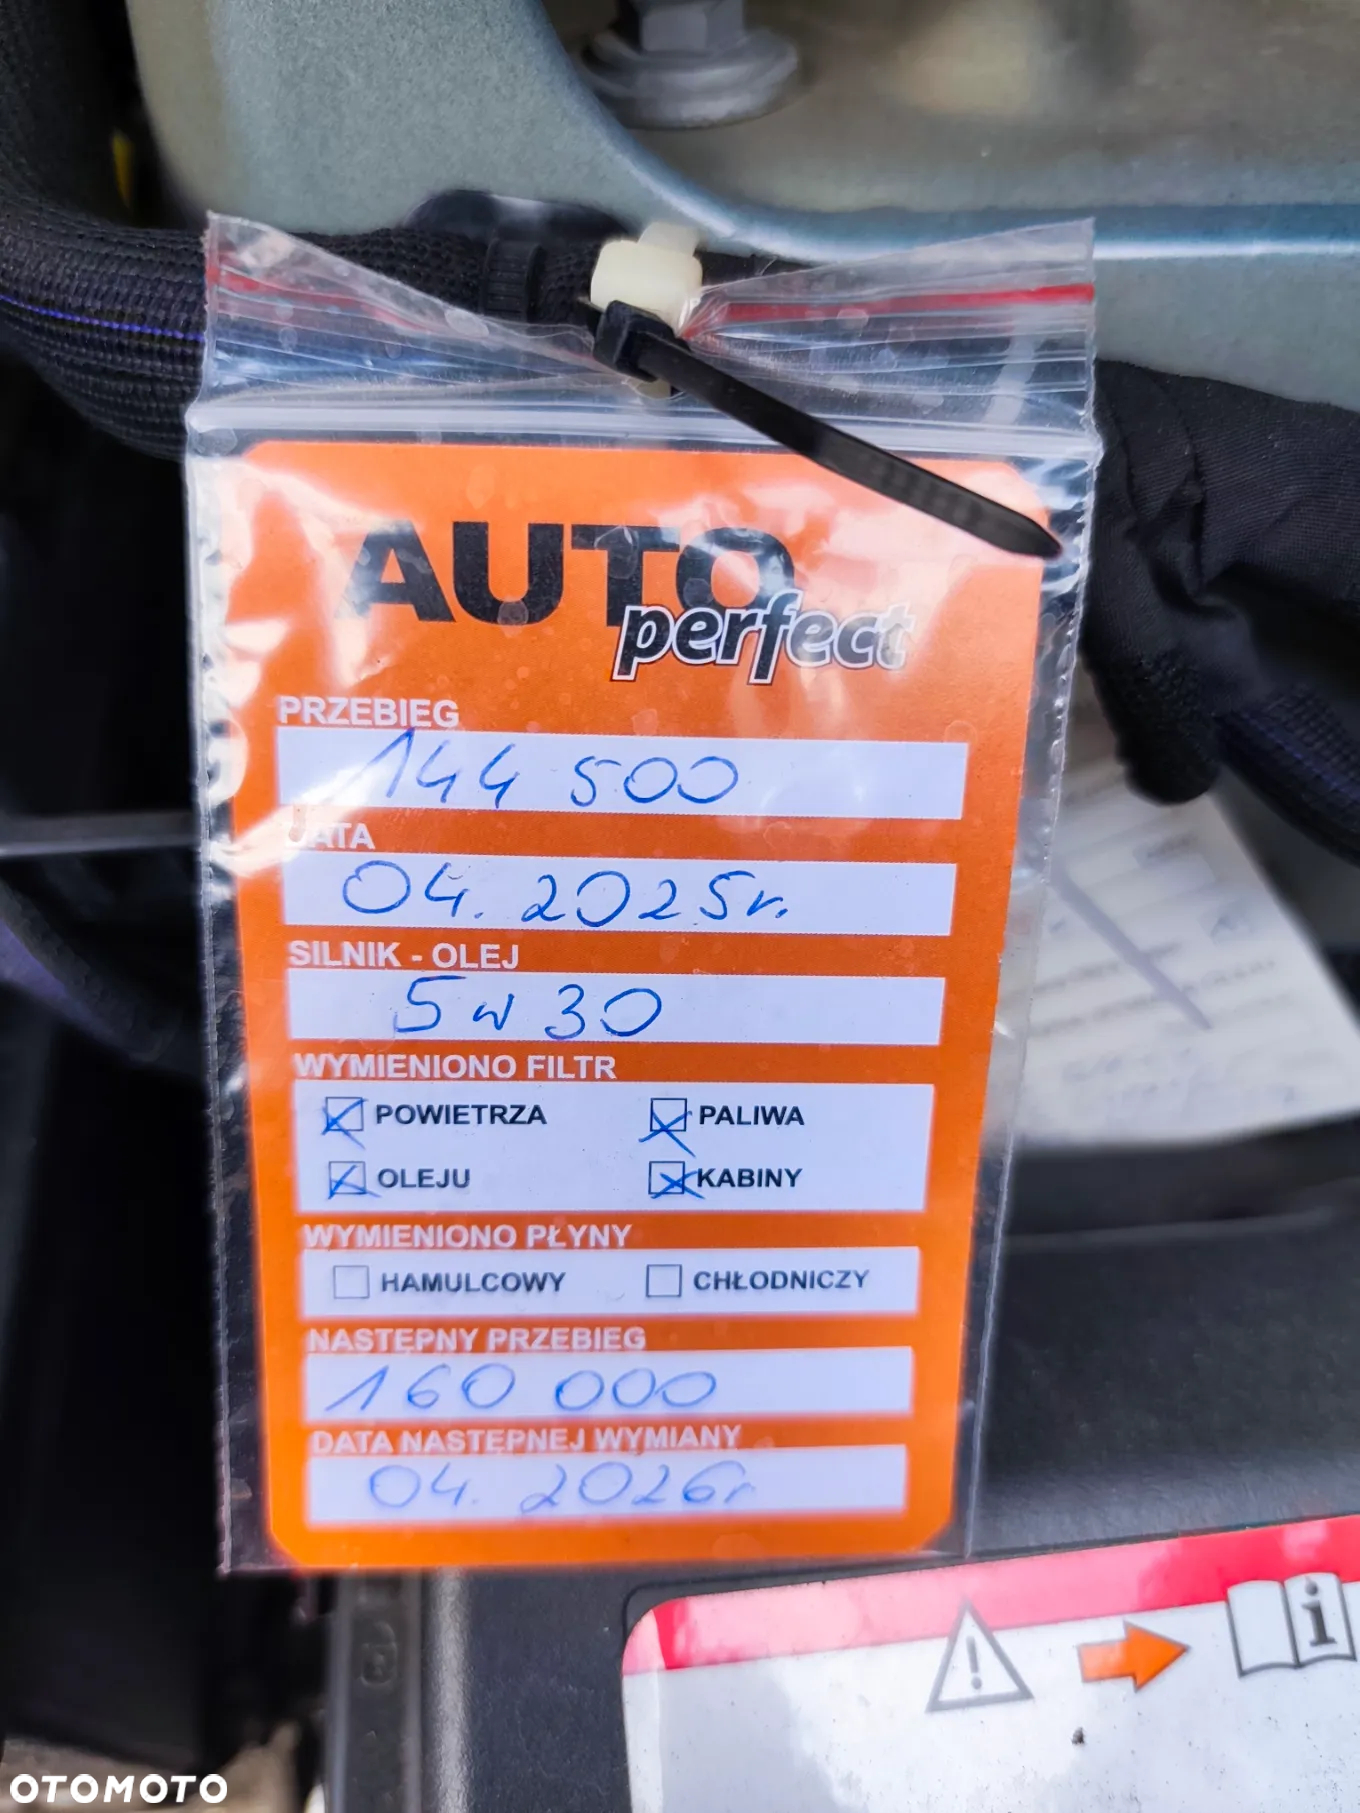 AUTO
perfect
PRZEBIEG
144 500
DATA
04. 2025r.
SILNIK - OLEJ
5w30
WYMIENIONO FILTR
POWIETRZA PALIWA
OLEJU KABINY
WYMIENIONO PŁYNY
HAMULCOWY CHŁODNICZY
NASTĘPNY PRZEBIEG
160 000
DATA NASTĘPNEJ WYMIANY
04. 2026r
OTOMOTO